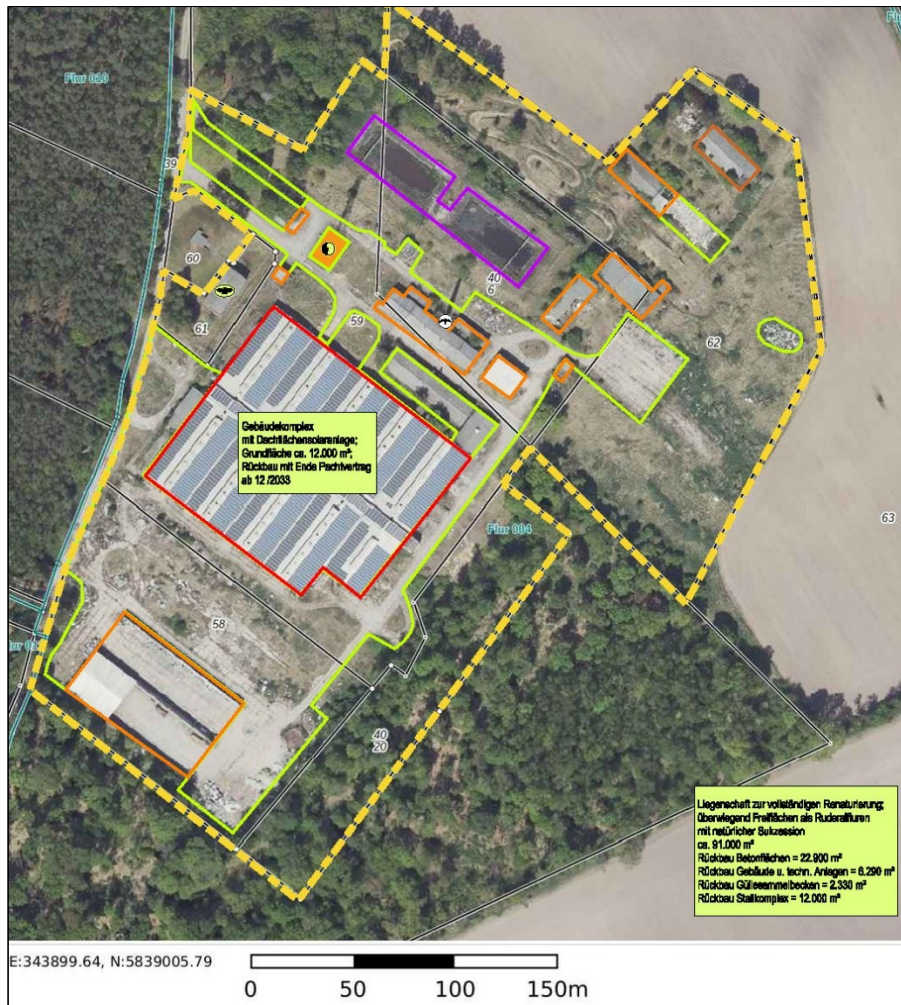 Flur 010
39
60
61
59
40
6
62
63
Gebäudekomplex
mit Dachflächensolaranlage;
Grundfläche ca. 12.000 m²;
Rückbau mit Ende Pachtvertrag
ab 12 /2033
Flur 004
58
40
20
Liegenschaft zur vollständigen Renaturierung;
überwiegend Freiflächen als Ruderalfluren
mit natürlicher Sukzession
ca. 91.000 m²
Rückbau Betonflächen = 22.900 m²
Rückbau Gebäude u. techn. Anlagen = 6.290 m²
Rückbau Güllesammelbecken = 2.330 m²
Rückbau Stallkomplex = 12.000 m²
E:343899.64, N:5839005.79
0 50 100 150m